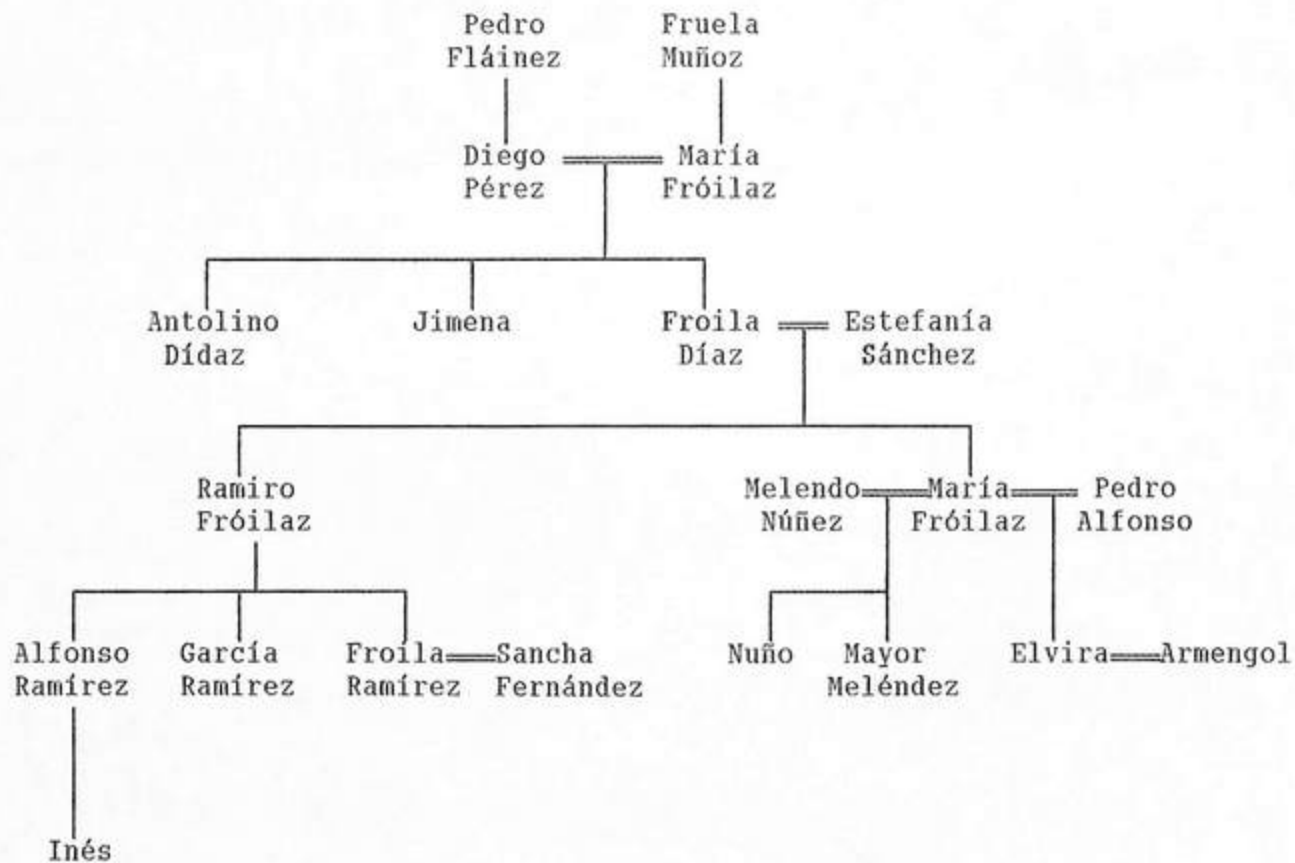 Pedro Fruela
Fláinez Muñoz
Diego María
Pérez Fróilaz
Antolino Jimena Froila Estefanía
Dídaz Díaz Sánchez
Ramiro Melendo María Pedro
Fróilaz Núñez Fróilaz Alfonso
Alfonso García Froila Sancha Nuño Mayor Elvira Armengol
Ramírez Ramírez Ramírez Fernández Meléndez
Inés